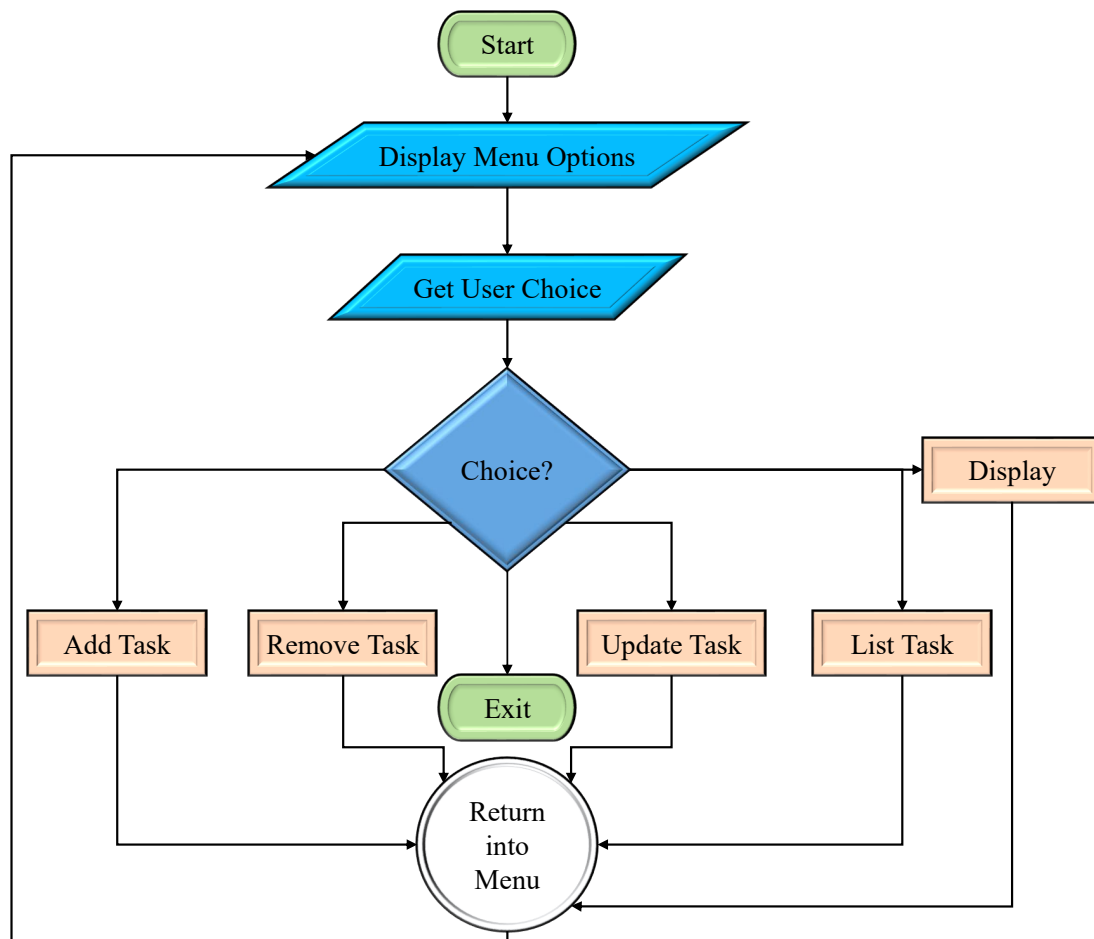 Start
Display Menu Options
Get User Choice
Choice?
Display
Add Task
Remove Task
Update Task
List Task
Exit
Return
into
Menu